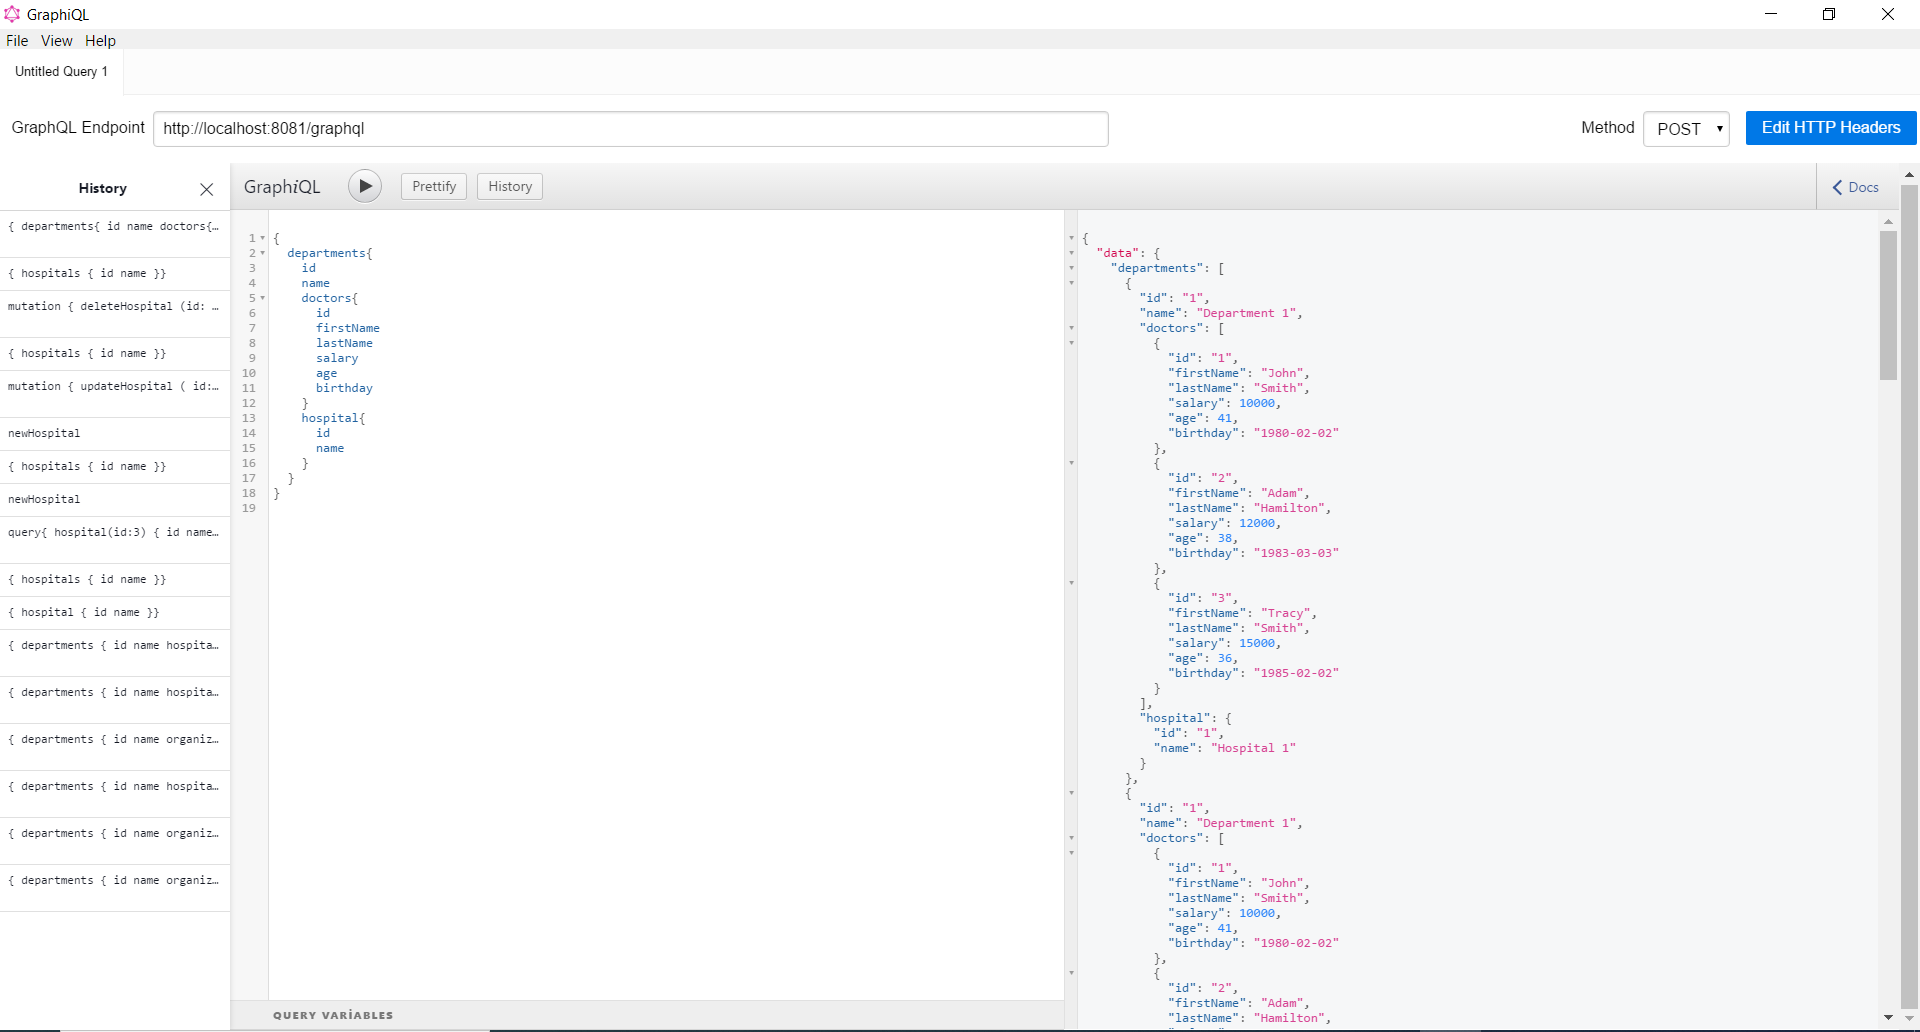 GraphiQL
File View Help
Untitled Query 1
GraphQL Endpoint http://localhost:8081/graphql Method POST Edit HTTP Headers
History
{ departments{ id name doctors{…
{ hospitals { id name }}
mutation { deleteHospital (id: …
{ hospitals { id name }}
mutation { updateHospital ( id:…
newHospital
{ hospitals { id name }}
newHospital
query{ hospital(id:3) { id name…
{ hospitals { id name }}
{ hospital { id name }}
{ departments { id name hospita…
{ departments { id name hospita…
{ departments { id name organiz…
{ departments { id name hospita…
{ departments { id name organiz…
{ departments { id name organiz…
GraphiQL Prettify History Docs
1 {
2 departments{
3 id
4 name
5 doctors{
6 id
7 firstName
8 lastName
9 salary
10 age
11 birthday
12 }
13 hospital{
14 id
15 name
16 }
17 }
18 }
19
QUERY VARİABLES
{
"data": {
"departments": [
{
"id": "1",
"name": "Department 1",
"doctors": [
{
"id": "1",
"firstName": "John",
"lastName": "Smith",
"salary": 10000,
"age": 41,
"birthday": "1980-02-02"
},
{
"id": "2",
"firstName": "Adam",
"lastName": "Hamilton",
"salary": 12000,
"age": 38,
"birthday": "1983-03-03"
},
{
"id": "3",
"firstName": "Tracy",
"lastName": "Smith",
"salary": 15000,
"age": 36,
"birthday": "1985-02-02"
}
],
"hospital": {
"id": "1",
"name": "Hospital 1"
}
},
{
"id": "1",
"name": "Department 1",
"doctors": [
{
"id": "1",
"firstName": "John",
"lastName": "Smith",
"salary": 10000,
"age": 41,
"birthday": "1980-02-02"
},
{
"id": "2",
"firstName": "Adam",
"lastName": "Hamilton",